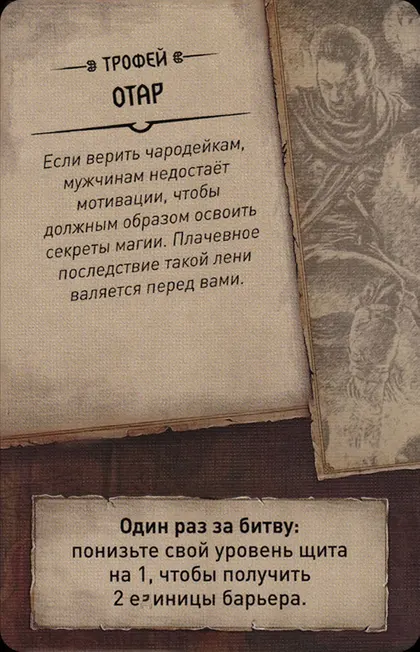 ТРОФЕЙ
ОТАР
Если верить чародейкам,
мужчинам недостаёт
мотивации, чтобы
должным образом освоить
секреты магии. Плачевное
последствие такой лени
валяется перед вами.
Один раз за битву:
понизьте свой уровень щита
на 1, чтобы получить
2 единицы барьера.